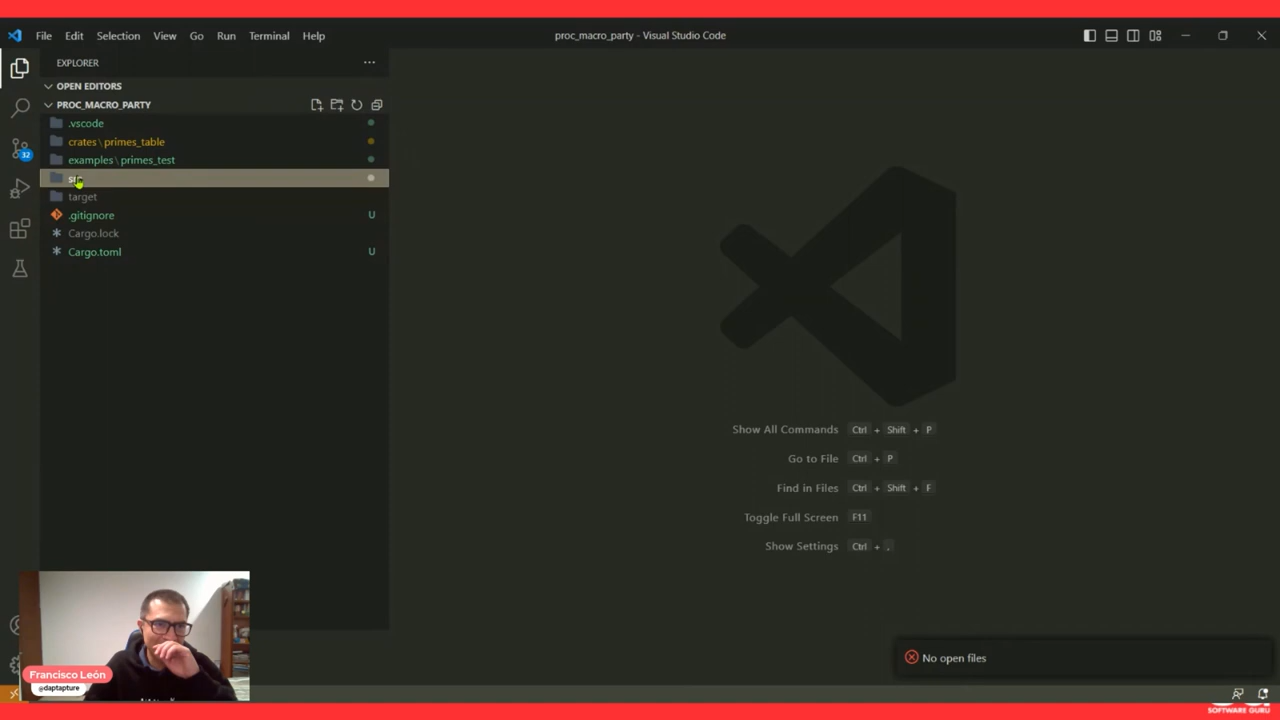 File Edit Selection View Go Run Terminal Help
proc_macro_party - Visual Studio Code
EXPLORER
OPEN EDITORS
PROC_MACRO_PARTY
.vscode
crates \ primes_table
examples \ primes_test
target
.gitignore U
Cargo.lock
Cargo.toml U
32
Show All Commands Ctrl + Shift + P
Go to File Ctrl + P
Find in Files Ctrl + Shift + F
Toggle Full Screen F11
Show Settings Ctrl + ,
No open files
Francisco León
@daptapture
SOFTWARE GURU